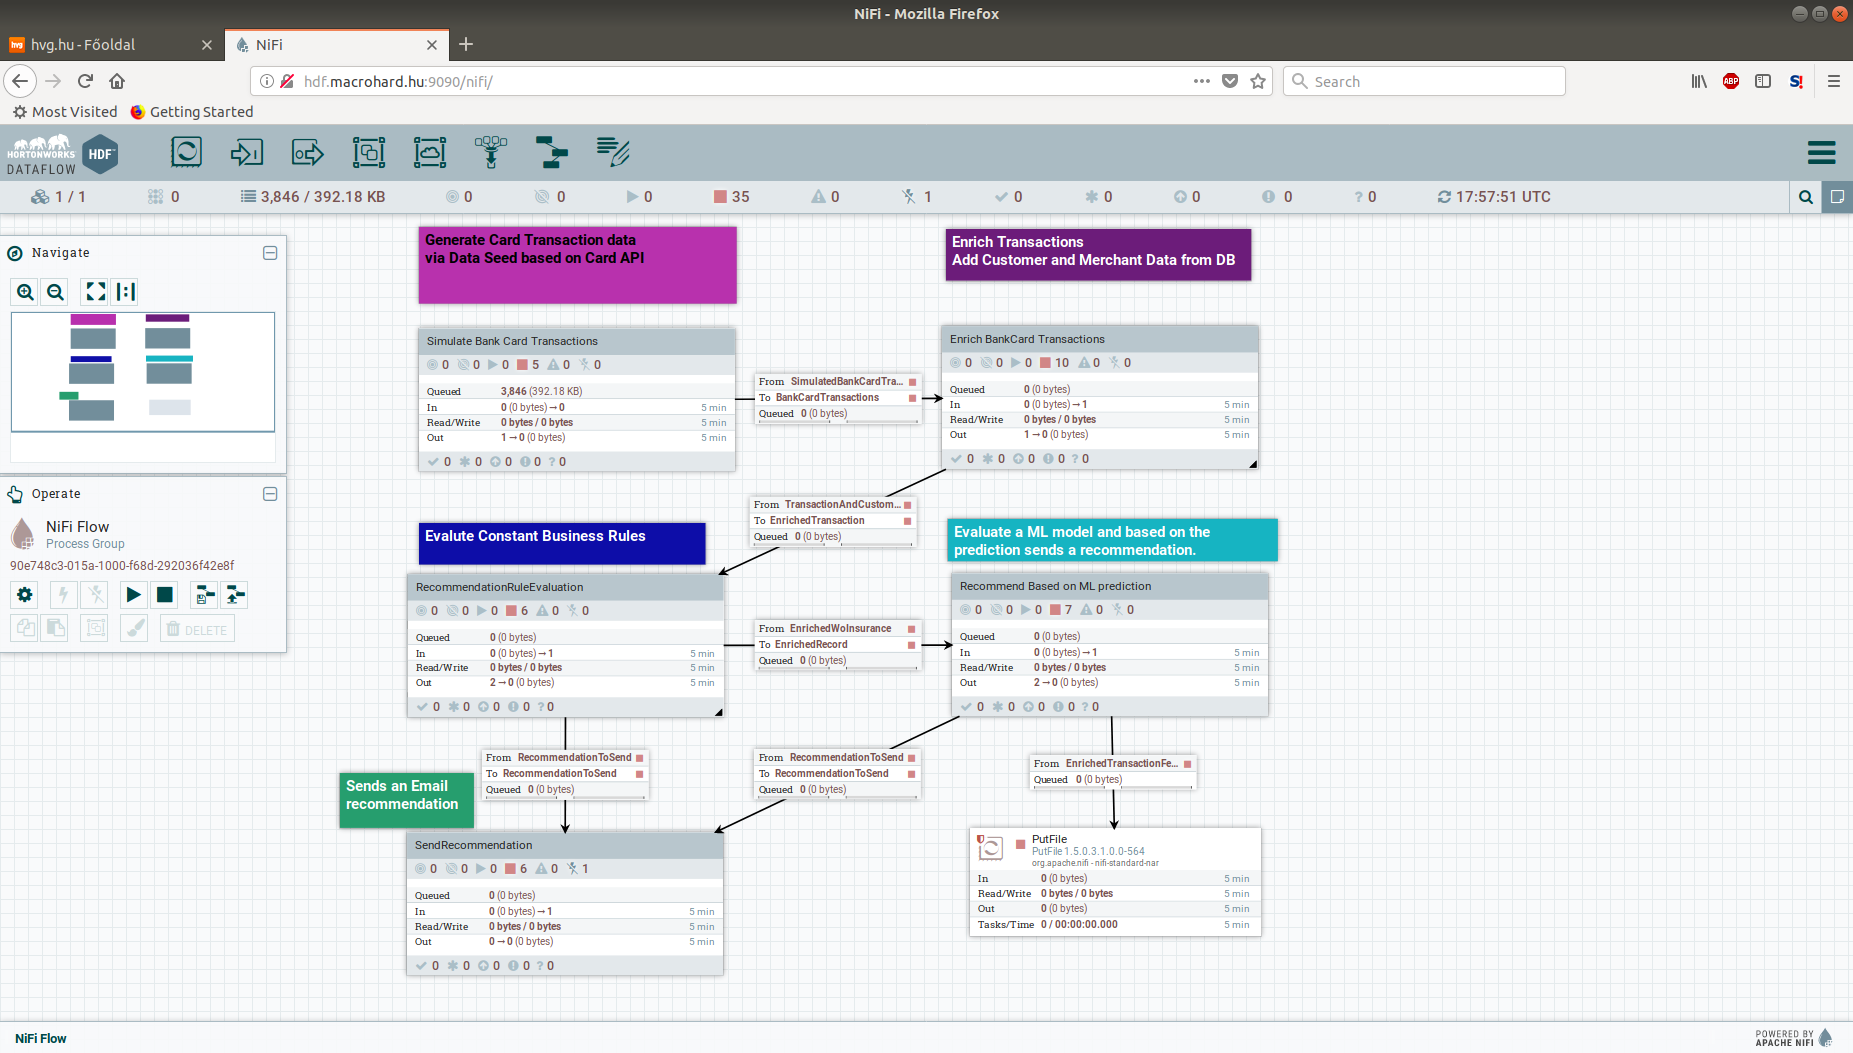 NiFi - Mozilla Firefox
hvg.hu - Főoldal
NiFi
hdf.macrohard.hu:9090/nifi/
Search
Most Visited
Getting Started
HORTONWORKS
DATAFLOW
HDF
1 / 1
0
3,846 / 392.18 KB
0
0
0
35
0
1
0
0
0
0
? 0
17:57:51 UTC
Navigate
Operate
NiFi Flow
Process Group
90e748c3-015a-1000-f68d-292036f42e8f
DELETE
Generate Card Transaction data
via Data Seed based on Card API
Enrich Transactions
Add Customer and Merchant Data from DB
Simulate Bank Card Transactions
0 0 0 5 0 0
Queued 3,846 (392.18 KB)
In 0 (0 bytes) → 0 5 min
Read/Write 0 bytes / 0 bytes 5 min
Out 1 → 0 (0 bytes) 5 min
0 0 0 0 ? 0
From SimulatedBankCardTra...
To BankCardTransactions
Queued 0 (0 bytes)
Enrich BankCard Transactions
0 0 0 10 0 0
Queued 0 (0 bytes)
In 0 (0 bytes) → 1 5 min
Read/Write 0 bytes / 0 bytes 5 min
Out 1 → 0 (0 bytes) 5 min
0 0 0 0 ? 0
From TransactionAndCustom...
To EnrichedTransaction
Queued 0 (0 bytes)
Evalute Constant Business Rules
Evaluate a ML model and based on the
prediction sends a recommendation.
RecommendationRuleEvaluation
0 0 0 6 0 0
Queued 0 (0 bytes)
In 0 (0 bytes) → 1 5 min
Read/Write 0 bytes / 0 bytes 5 min
Out 2 → 0 (0 bytes) 5 min
0 0 0 0 ? 0
From EnrichedWoInsurance
To EnrichedRecord
Queued 0 (0 bytes)
Recommend Based on ML prediction
0 0 0 7 0 0
Queued 0 (0 bytes)
In 0 (0 bytes) → 1 5 min
Read/Write 0 bytes / 0 bytes 5 min
Out 2 → 0 (0 bytes) 5 min
0 0 0 0 ? 0
Sends an Email
recommendation
From RecommendationToSend
To RecommendationToSend
Queued 0 (0 bytes)
From RecommendationToSend
To RecommendationToSend
Queued 0 (0 bytes)
From EnrichedTransactionFe...
Queued 0 (0 bytes)
SendRecommendation
0 0 0 6 0 1
Queued 0 (0 bytes)
In 0 (0 bytes) → 1 5 min
Read/Write 0 bytes / 0 bytes 5 min
Out 0 → 0 (0 bytes) 5 min
0 0 0 0 ? 0
PutFile
PutFile 1.5.0.3.1.0.0-564
org.apache.nifi - nifi-standard-nar
In 0 (0 bytes) 5 min
Read/Write 0 bytes / 0 bytes 5 min
Out 0 (0 bytes) 5 min
Tasks/Time 0 / 00:00:00.000 5 min
NiFi Flow
POWERED BY
APACHE NIFI
hvg
ABP
S!